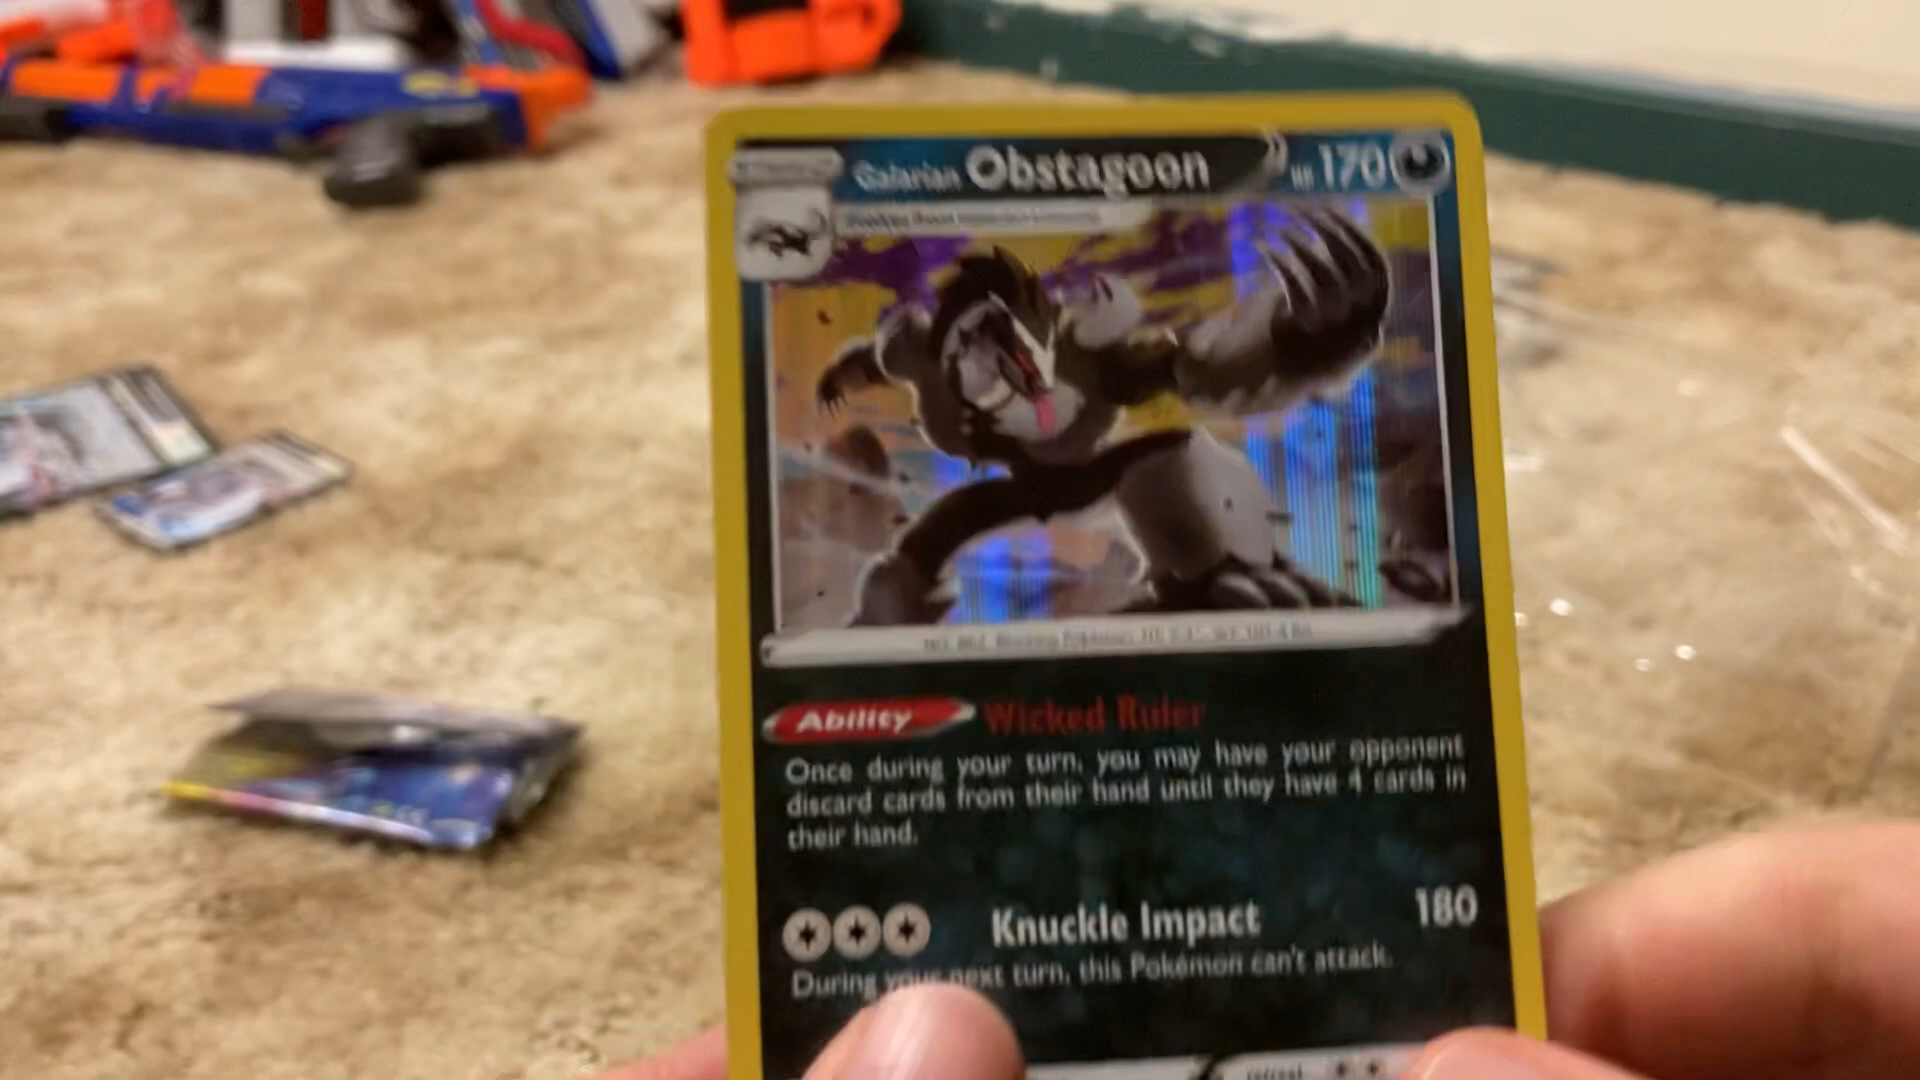 Galarian Obstagoon HP 170
Ability Wicked Ruler
Once during your turn, you may have your opponent
discard cards from their hand until they have 4 cards in
their hand.
Knuckle Impact 180
During your next turn, this Pokémon can't attack.
retreat